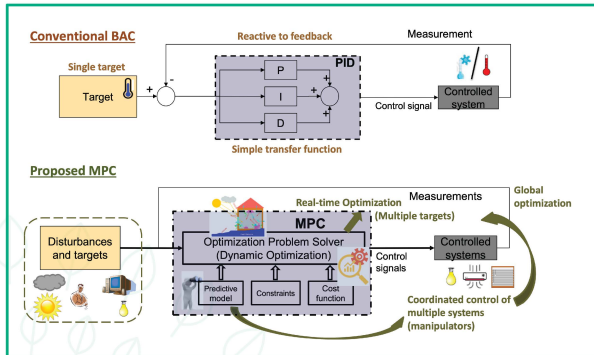 Conventional BAC
Reactive to feedback
Measurement
Single target
PID
Target
+
-
P
I
D
+
+
+
Control signal
Controlled
system
Simple transfer function
Proposed MPC
Measurements
Global
optimization
Real-time Optimization
(Multiple targets)
MPC
Disturbances
and targets
Optimization Problem Solver
(Dynamic Optimization)
Control
signals
Controlled
systems
Predictive
model
Constraints
Cost
function
Coordinated control of
multiple systems
(manipulators)